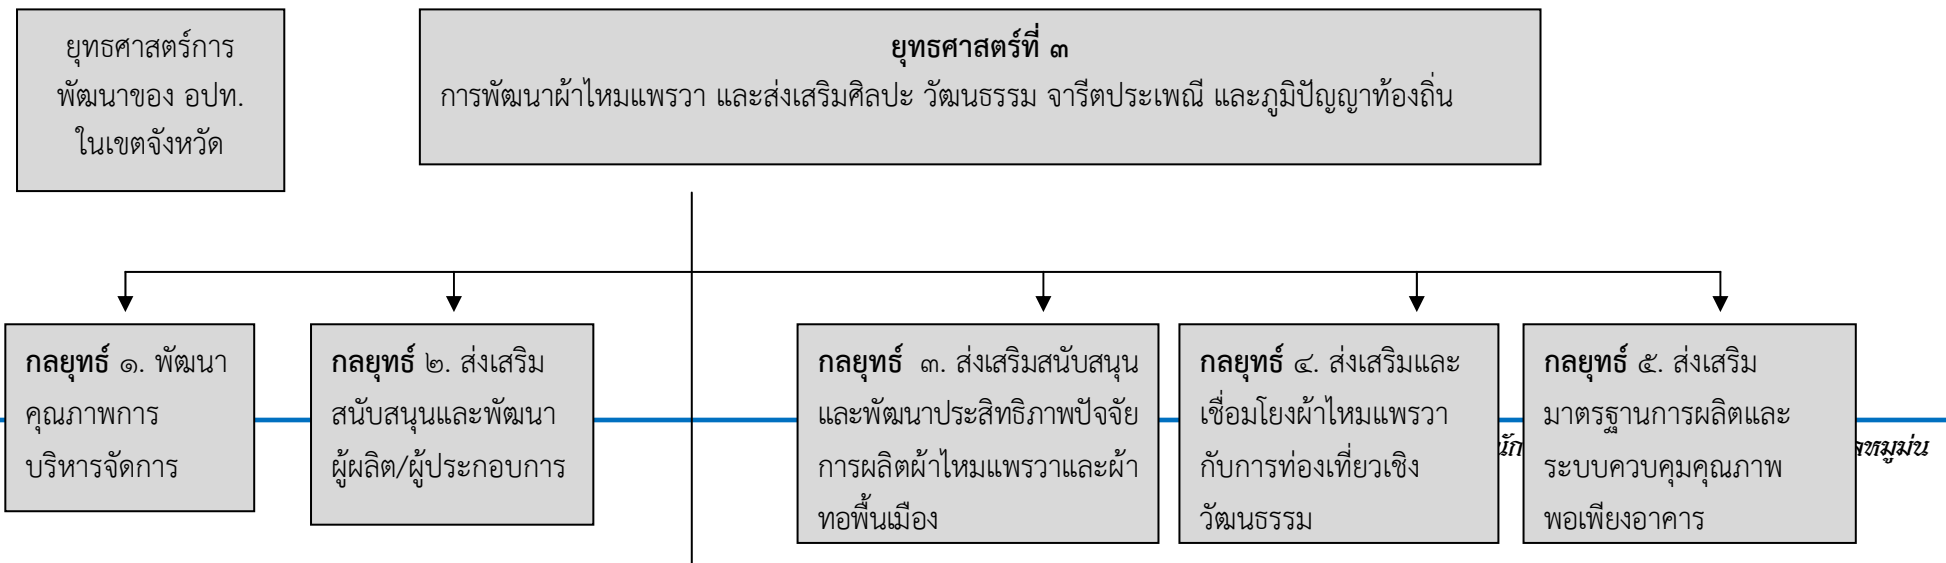 ยุทธศาสตร์การ
พัฒนาของ อปท.
ในเขตจังหวัด
ยุทธศาสตร์ที่ ๓
การพัฒนาผ้าไหมแพรวา และส่งเสริมศิลปะ วัฒนธรรม จารีตประเพณี และภูมิปัญญาท้องถิ่น
กลยุทธ์ ๑. พัฒนา
คุณภาพการ
บริหารจัดการ
กลยุทธ์ ๒. ส่งเสริม
สนับสนุนและพัฒนา
ผู้ผลิต/ผู้ประกอบการ
กลยุทธ์ ๓. ส่งเสริมสนับสนุน
และพัฒนาประสิทธิภาพปัจจัย
การผลิตผ้าไหมแพรวาและผ้า
ทอพื้นเมือง
กลยุทธ์ ๔. ส่งเสริมและ
เชื่อมโยงผ้าไหมแพรวา
กับการท่องเที่ยวเชิง
วัฒนธรรม
กลยุทธ์ ๕. ส่งเสริม
มาตรฐานการผลิตและ
ระบบควบคุมคุณภาพ
พอเพียงอาคาร